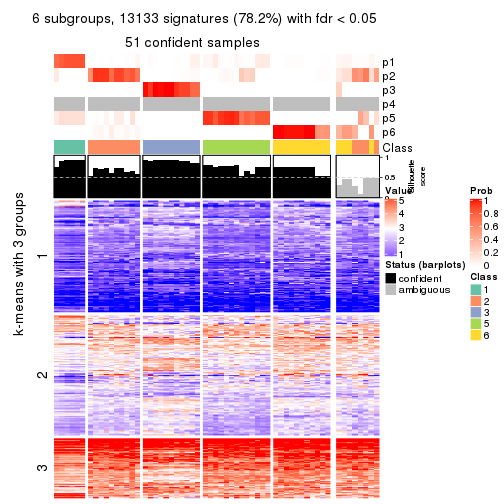 6 subgroups, 13133 signatures (78.2%) with fdr < 0.05
51 confident samples
p1
p2
p3
p4
p5
p6
Class
1
0.5
0
Silhouette
score
k-means with 3 groups
1
2
3
Value
5
4
3
2
1
Status (barplots)
confident
ambiguous
Prob
1
0.8
0.6
0.4
0.2
0
Class
1
2
3
5
6